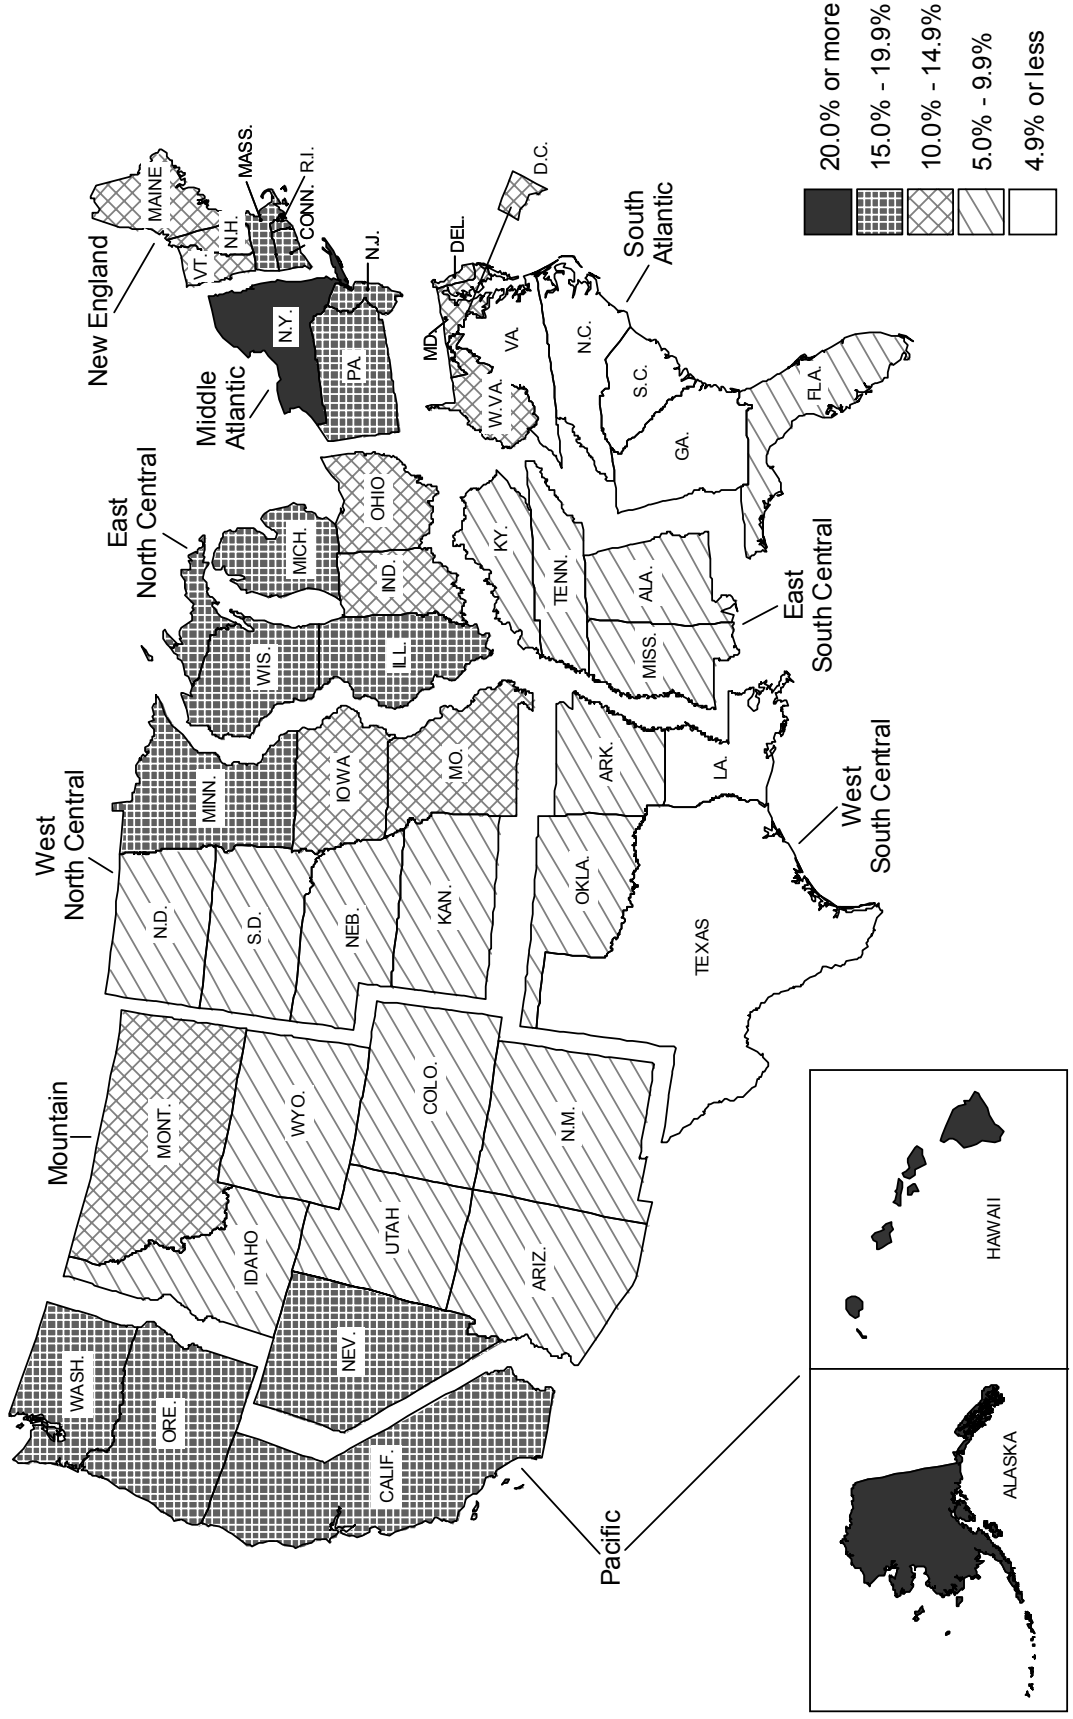 Pacific
Mountain
West
North Central
East
North Central
Middle
Atlantic
New England
WASH.
ORE.
CALIF.
NEV.
IDAHO
MONT.
WYO.
UTAH
COLO.
ARIZ.
N.M.
N.D.
S.D.
NEB.
KAN.
MINN.
IOWA
MO.
WIS.
MICH.
ILL.
IND.
OHIO
N.Y.
PA.
N.J.
VT.
N.H.
MAINE
MASS.
CONN.
R.I.
OKLA.
TEXAS
ARK.
LA.
KY.
TENN.
MISS.
ALA.
MD.
DEL.
D.C.
W.VA.
VA.
N.C.
S.C.
GA.
FLA.
South
Atlantic
East
South Central
West
South Central
ALASKA
HAWAII
20.0% or more
15.0% - 19.9%
10.0% - 14.9%
5.0% - 9.9%
4.9% or less